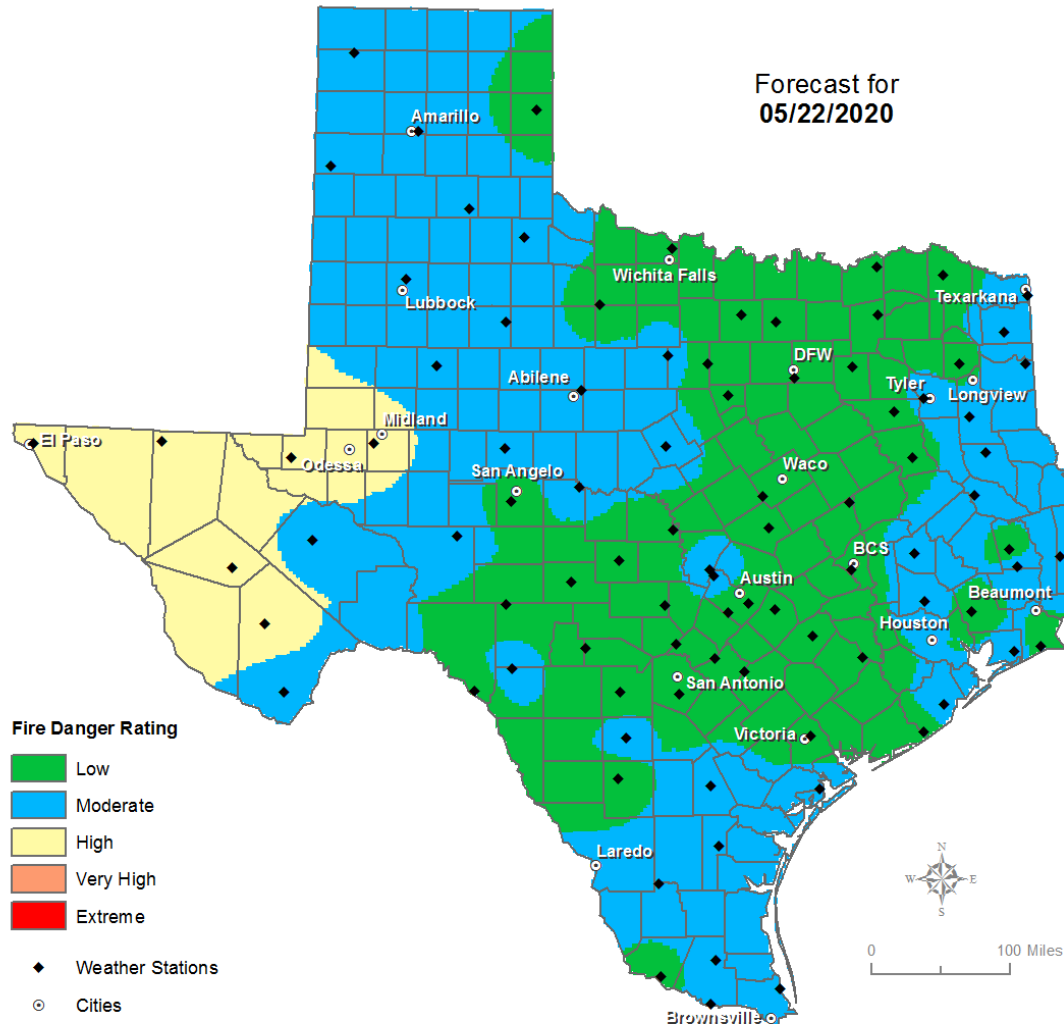 Forecast for
05/22/2020
Amarillo
Wichita Falls
Lubbock
Texarkana
DFW
Abilene
Tyler
Longview
Midland
El Paso
Odessa
San Angelo
Waco
BCS
Austin
Beaumont
Houston
San Antonio
Victoria
Laredo
Brownsville
Fire Danger Rating
Low
Moderate
High
Very High
Extreme
Weather Stations
Cities
N
W E
S
0 100 Miles